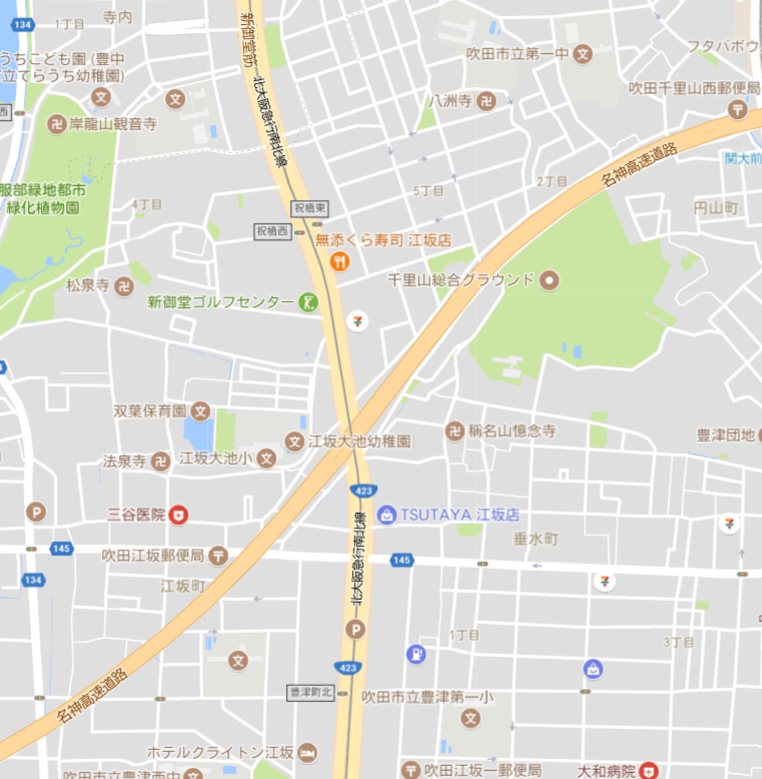 134
1丁目
寺内
新御堂筋
吹田市立第一中
フタバボウ
うちこども園 (豊中
立てらうち幼稚園)
吹田千里山西郵便局
八洲寺
西
岸龍山観音寺
北大阪急行南北線
名神高速道路
関大前
2丁目
5丁目
服部緑地都市
緑化植物園
4丁目
円山町
祝橋東
祝橋西
無添くら寿司 江坂店
千里山総合グラウンド
松泉寺
新御堂ゴルフセンター
7
双葉保育園
江坂大池幼稚園
稱名山憶念寺
豊津団地
法泉寺
江坂大池小
423
P
三谷医院
TSUTAYA 江坂店
北大阪急行南北線
垂水町
7
145
吹田江坂郵便局
145
134
江坂町
7
P
1丁目
3丁目
423
名神高速道路
豊津町北
吹田市立豊津第一小
ホテルクライトン江坂
吹田市立豊津西中
吹田江坂一郵便局
大和病院